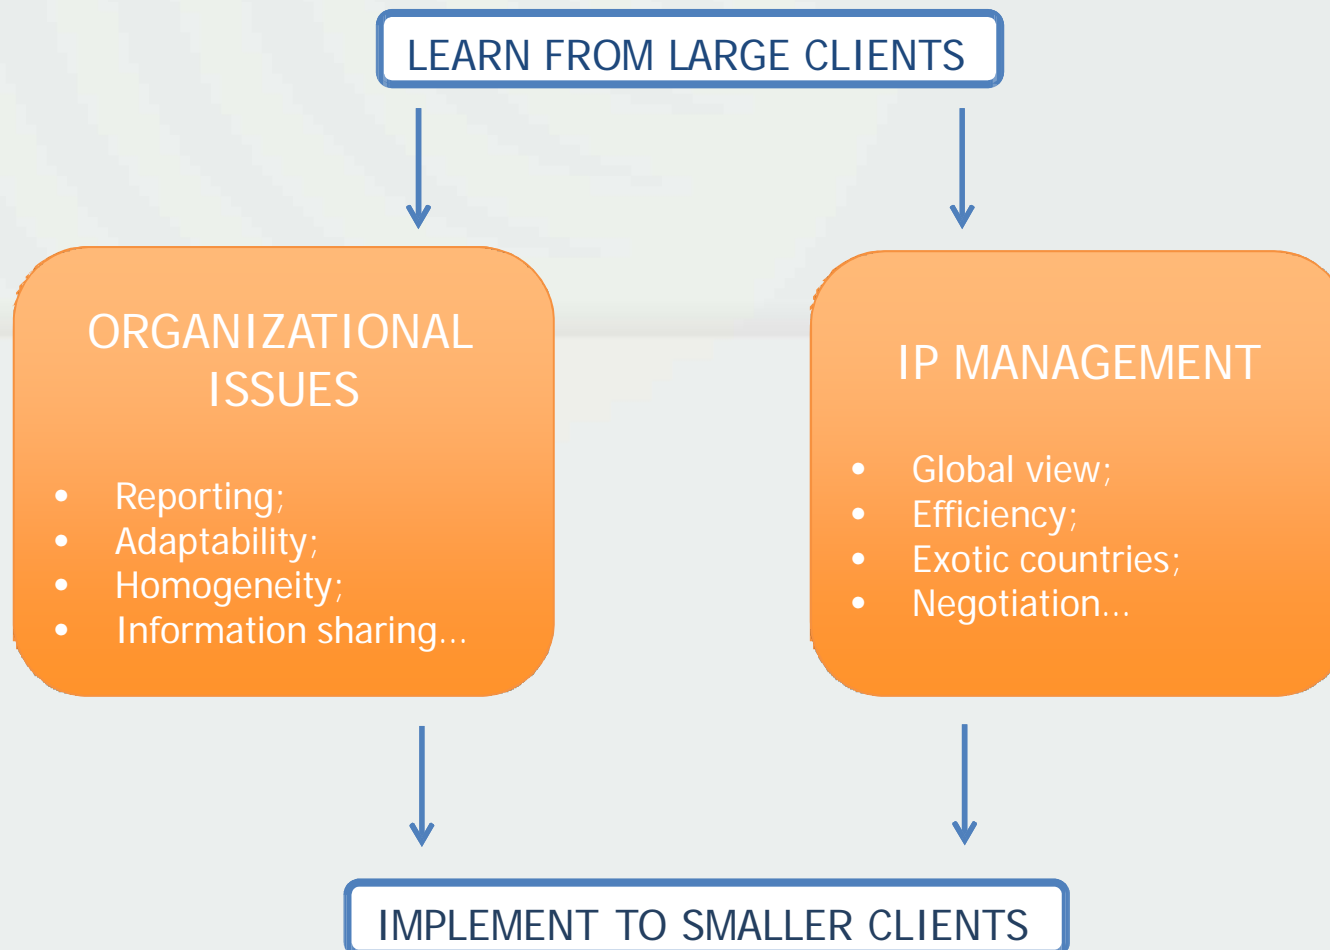 LEARN FROM LARGE CLIENTS
ORGANIZATIONAL
ISSUES
• Reporting;
• Adaptability;
• Homogeneity;
• Information sharing...
IP MANAGEMENT
• Global view;
• Efficiency;
• Exotic countries;
• Negotiation...
IMPLEMENT TO SMALLER CLIENTS